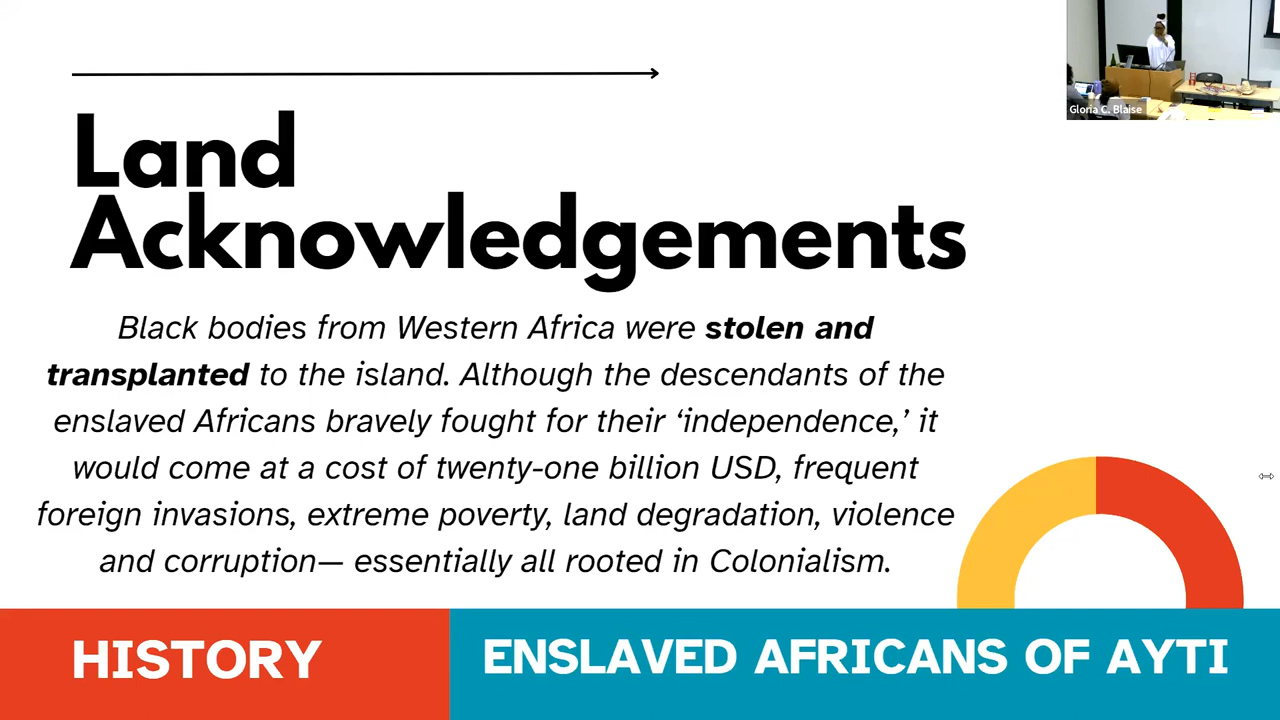 Gloria C. Blaise
Land
Acknowledgements
Black bodies from Western Africa were stolen and
transplanted to the island. Although the descendants of the
enslaved Africans bravely fought for their ‘independence,’ it
would come at a cost of twenty-one billion USD, frequent
foreign invasions, extreme poverty, land degradation, violence
and corruption— essentially all rooted in Colonialism.
HISTORY
ENSLAVED AFRICANS OF AYTI